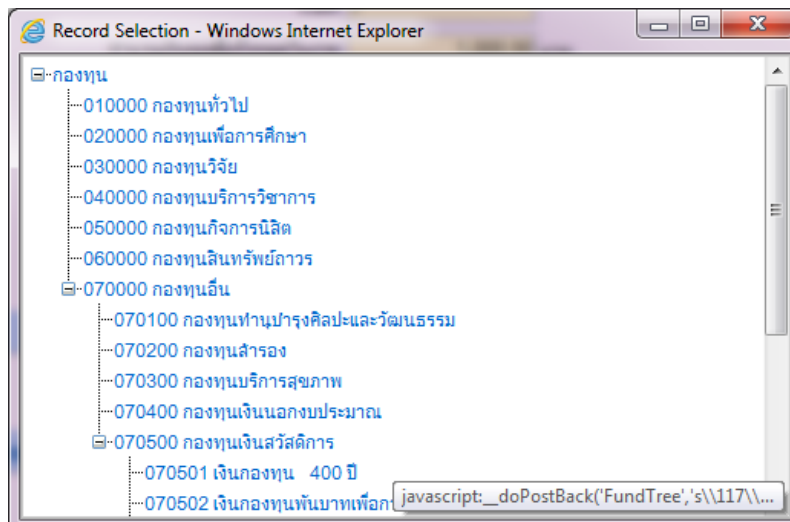 Record Selection - Windows Internet Explorer
กองทุน
010000 กองทุนทั่วไป
020000 กองทุนเพื่อการศึกษา
030000 กองทุนวิจัย
040000 กองทุนบริการวิชาการ
050000 กองทุนกิจการนิสิต
060000 กองทุนสินทรัพย์ถาวร
070000 กองทุนอื่น
070100 กองทุนทำนุบำรุงศิลปะและวัฒนธรรม
070200 กองทุนสำรอง
070300 กองทุนบริการสุขภาพ
070400 กองทุนเงินนอกงบประมาณ
070500 กองทุนเงินสวัสดิการ
070501 เงินกองทุน 400 ปี
070502 เงินกองทุนพันบาทเพื่อก
javascript:__doPostBack('FundTree','s\\117\\...